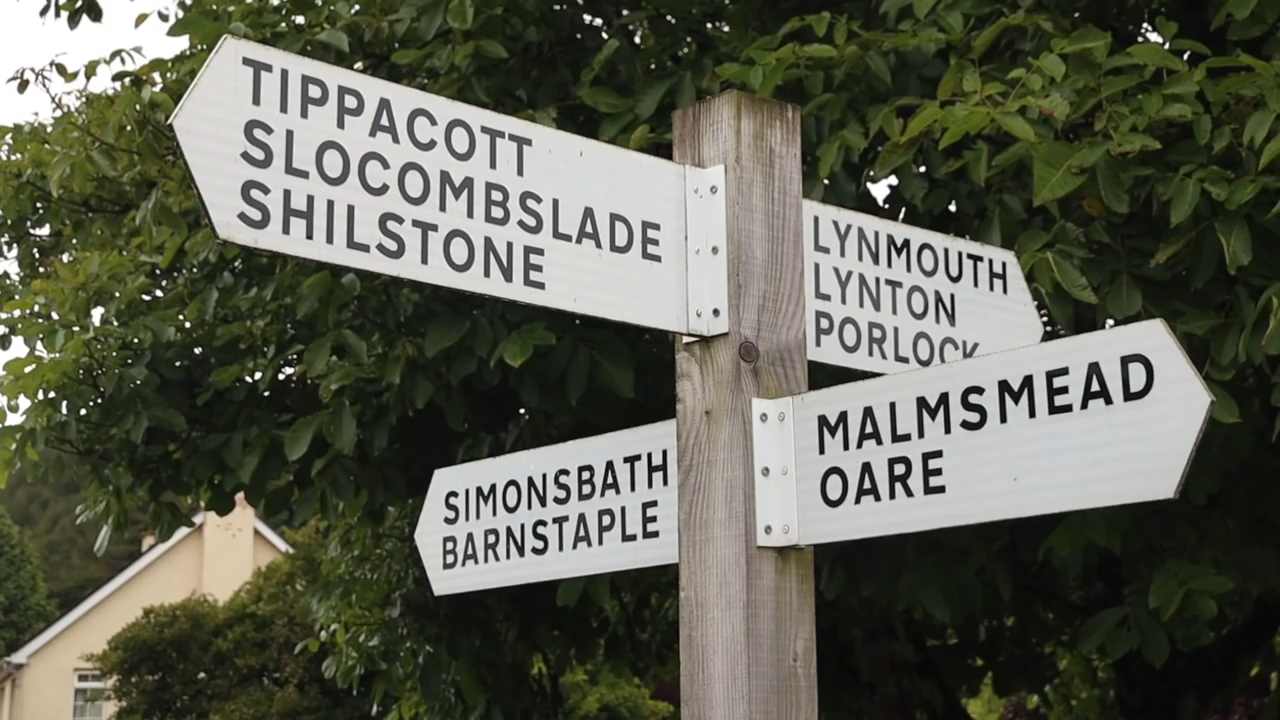 TIPPACOTT
SLOCOMBSLADE
SHILSTONE
LYNMOUTH
LYNTON
PORLOCK
MALMSMEAD
OARE
SIMONSBATH
BARNSTAPLE